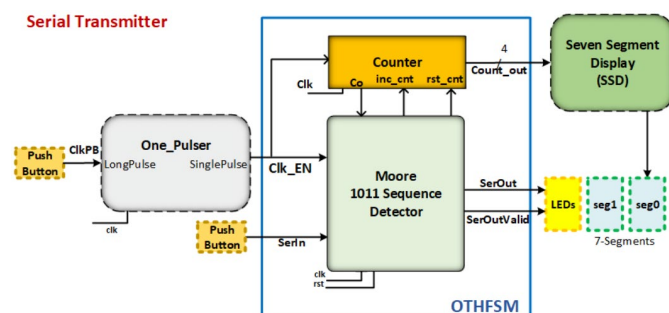 Serial Transmitter
Counter
Clk
Co
inc_cnt
rst_cnt
4
Count_out
Seven Segment
Display
(SSD)
One_Pulser
ClkPB
LongPulse
SinglePulse
clk
Push
Button
Clk_EN
Moore
1011 Sequence
Detector
SerOut
SerOutValid
LEDs
seg1
seg0
7-Segments
Push
Button
SerIn
clk
rst
OTHFSM